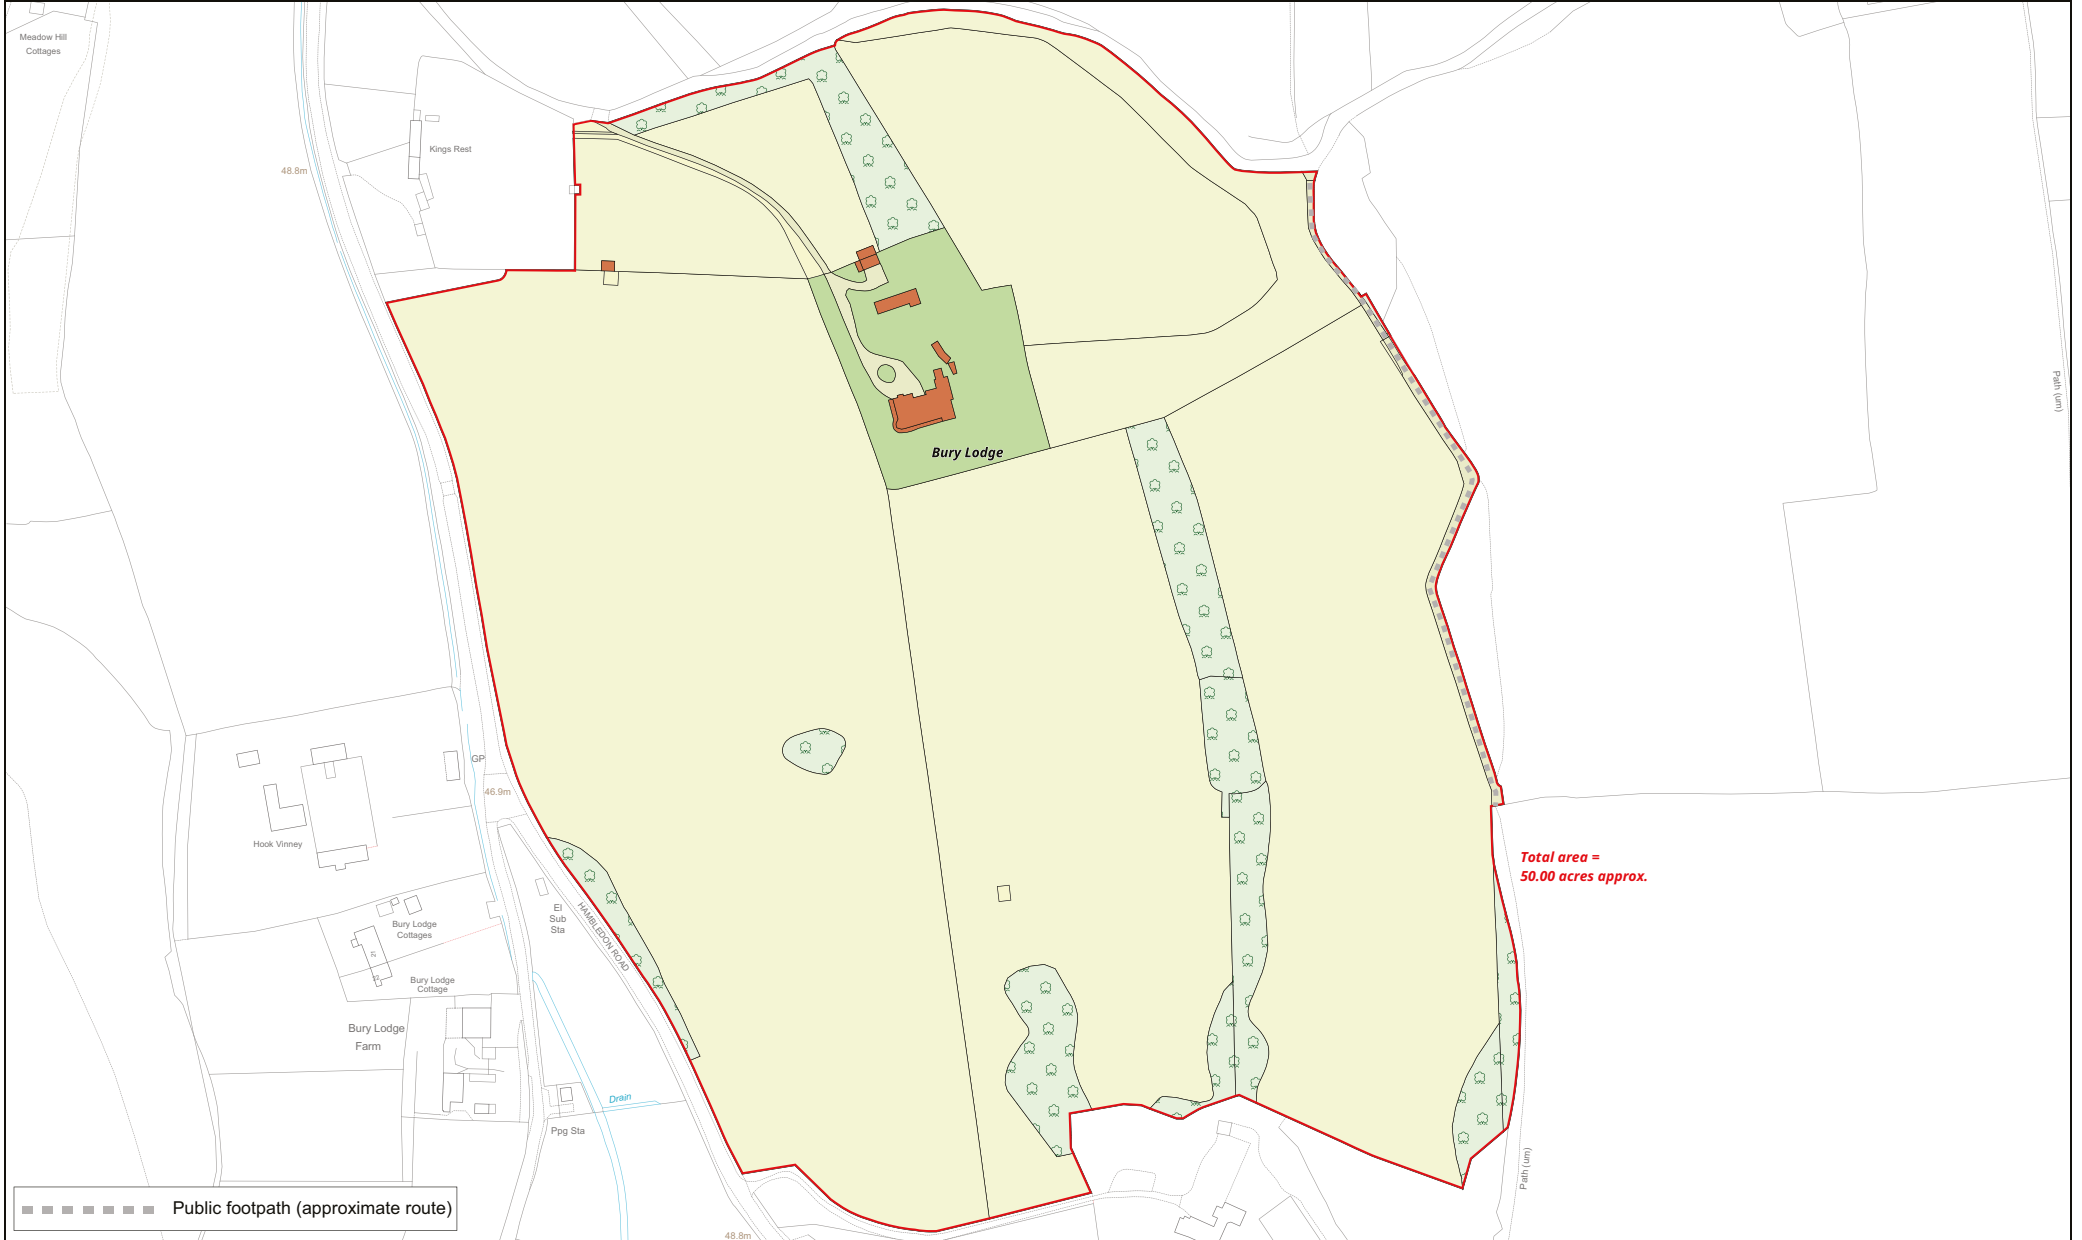 Meadow Hill
Cottages
Kings Rest
48.8m
Path (um)
Bury Lodge
GP
46.9m
Hook Vinney
Total area =
50.00 acres approx.
El
Sub
Sta
HAMBLEDON ROAD
Bury Lodge
Cottages
Bury Lodge
Cottage
Bury Lodge
Farm
Drain
Ppg Sta
Path (um)
Public footpath (approximate route)
48.8m